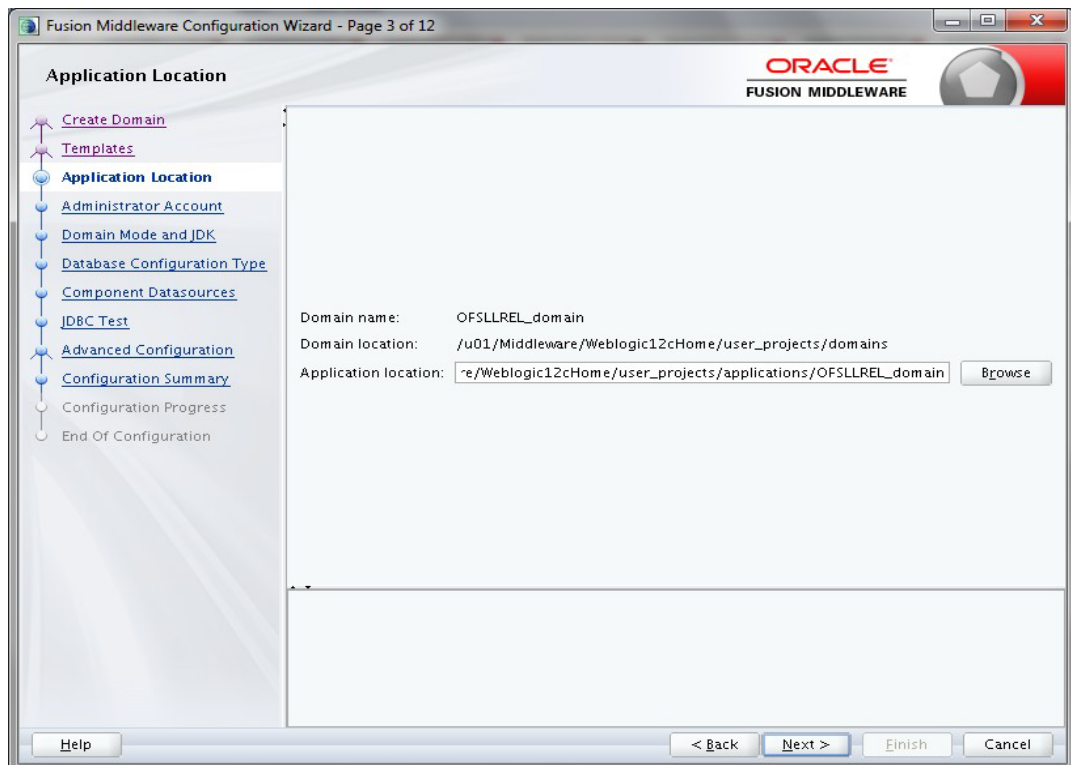 Fusion Middleware Configuration Wizard - Page 3 of 12
Application Location
ORACLE
FUSION MIDDLEWARE
Create Domain
Templates
Application Location
Administrator Account
Domain Mode and JDK
Database Configuration Type
Component Datasources
JDBC Test
Advanced Configuration
Configuration Summary
Configuration Progress
End Of Configuration
Domain name: OFSLLREL_domain
Domain location: /u01/Middleware/Weblogic12cHome/user_projects/domains
Application location: re/Weblogic12cHome/user_projects/applications/OFSLLREL_domain Browse
Help < Back Next > Finish Cancel